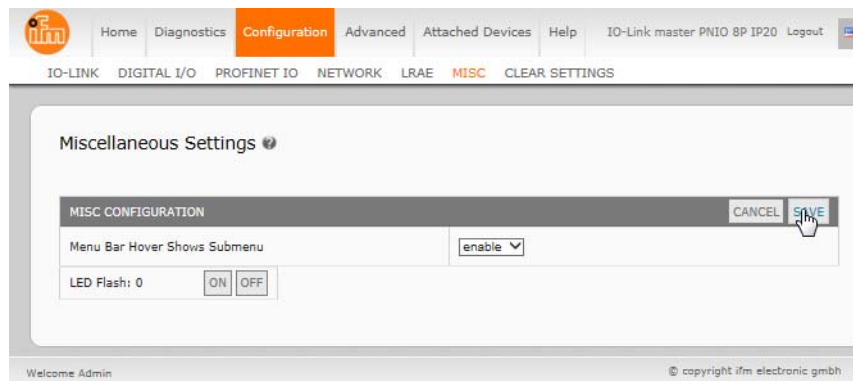 ifm
Home Diagnostics Configuration Advanced Attached Devices Help IO-Link master PNIO 8P IP20 Logout
IO-LINK DIGITAL I/O PROFINET IO NETWORK LRAE MISC CLEAR SETTINGS
Miscellaneous Settings ?
MISC CONFIGURATION CANCEL SAVE
Menu Bar Hover Shows Submenu enable
LED Flash: 0 ON OFF
Welcome Admin © copyright ifm electronic gmbh